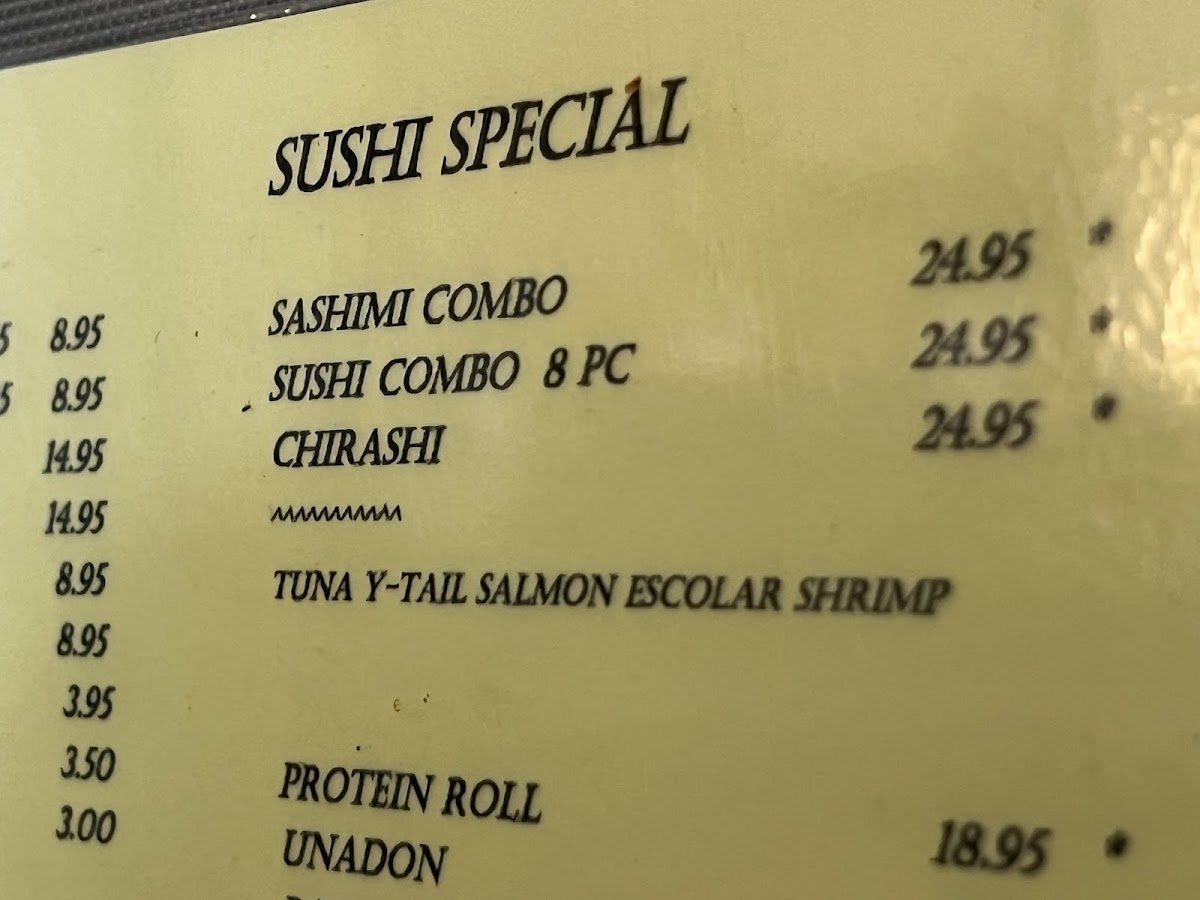 5 8.95
5 8.95
14.95
14.95
8.95
8.95
3.95
3.50
3.00
SUSHI SPECIAL
SASHIMI COMBO 24.95 *
SUSHI COMBO 8 PC 24.95 *
CHIRASHI 24.95 *
TUNA Y-TAIL SALMON ESCOLAR SHRIMP
PROTEIN ROLL 18.95 *
UNADON